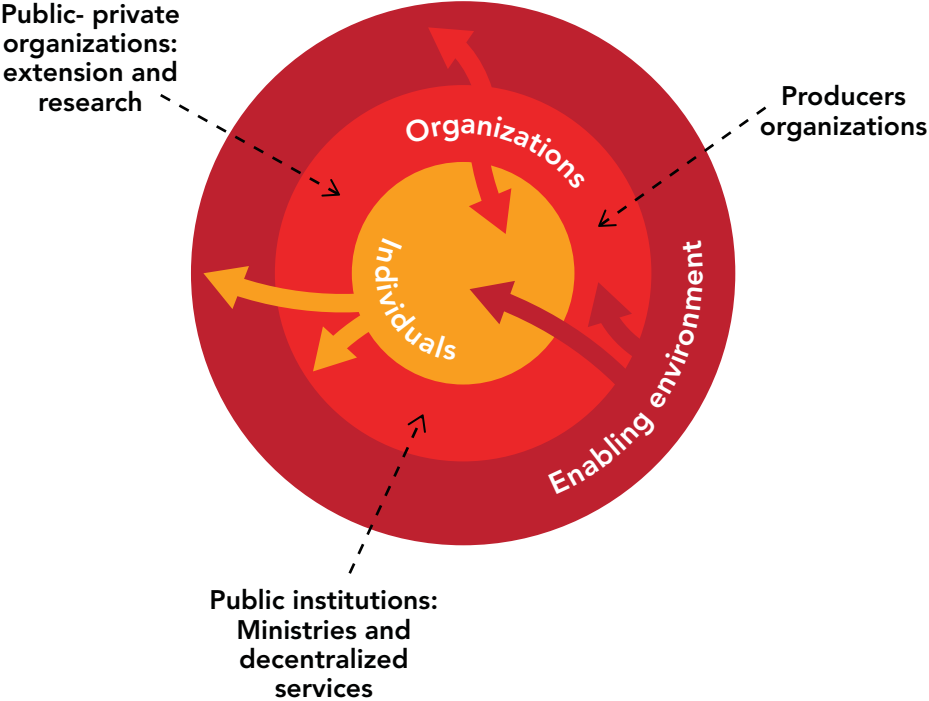 Public- private
organizations:
extension and
research
Producers
organizations
Organizations
Individuals
Enabling environment
Public institutions:
Ministries and
decentralized
services